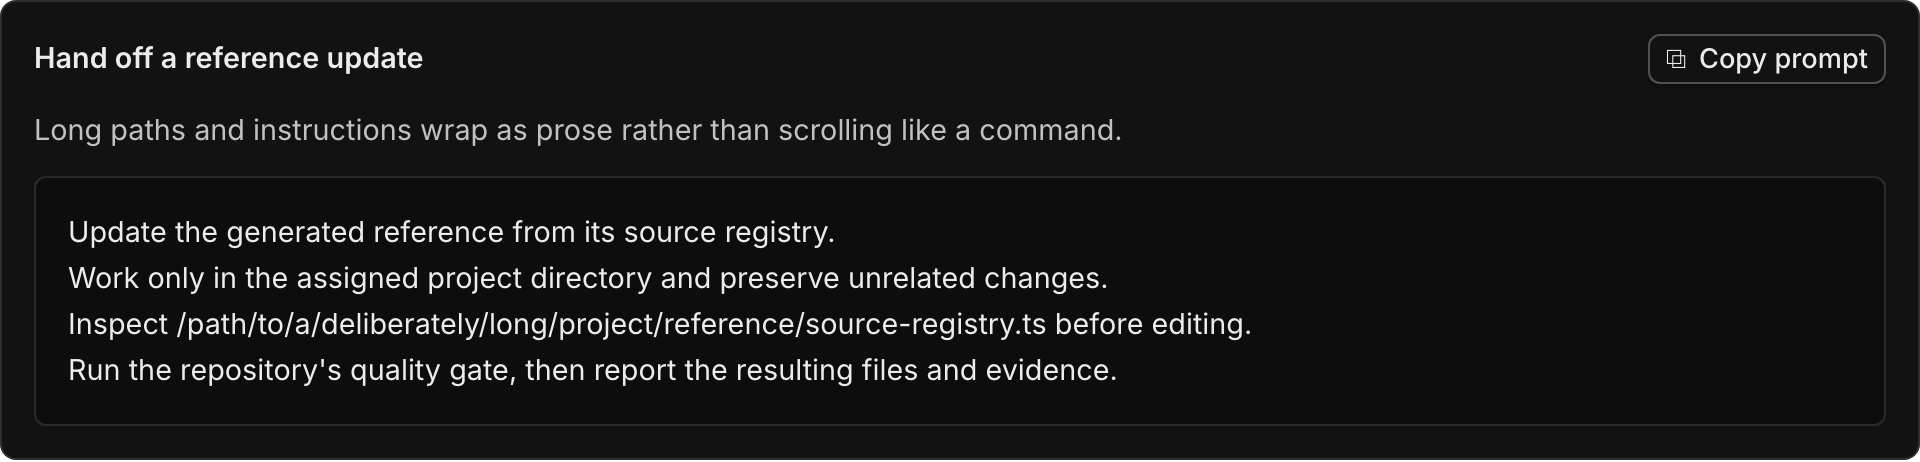 Hand off a reference update
Copy prompt
Long paths and instructions wrap as prose rather than scrolling like a command.
Update the generated reference from its source registry.
Work only in the assigned project directory and preserve unrelated changes.
Inspect /path/to/a/deliberately/long/project/reference/source-registry.ts before editing.
Run the repository's quality gate, then report the resulting files and evidence.